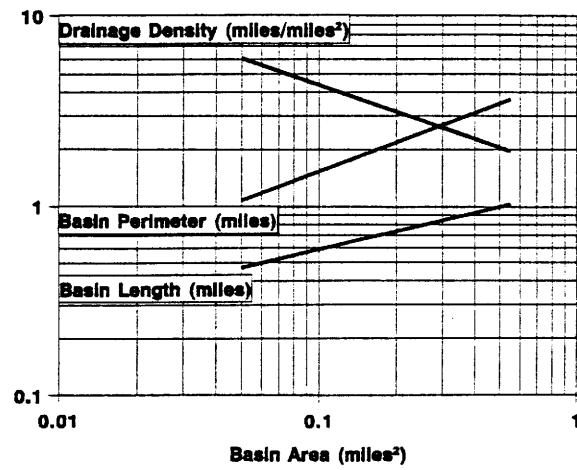 10
Drainage Density (miles/miles²)
1
Basin Perimeter (miles)
Basin Length (miles)
0.1
0.01
0.1
1
Basin Area (miles²)